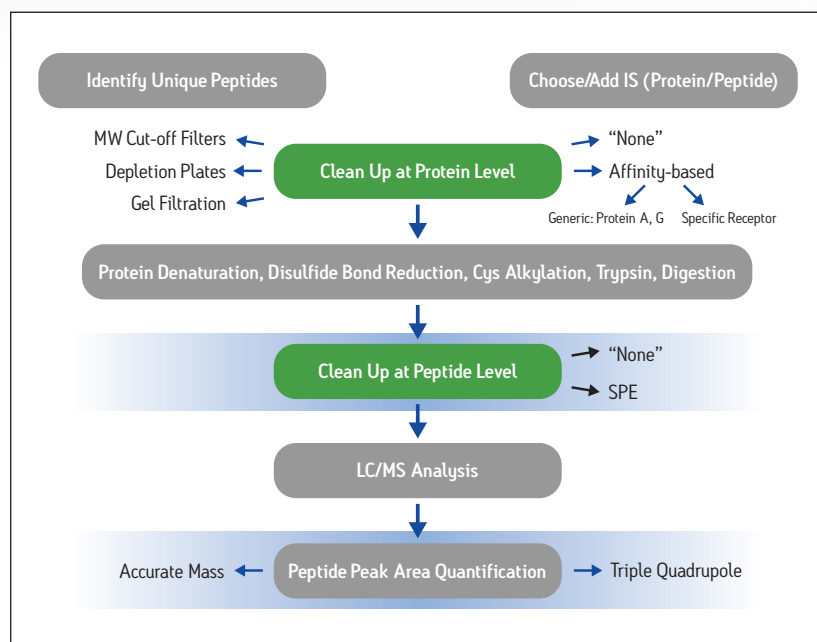 Identify Unique Peptides
Choose/Add IS (Protein/Peptide)
MW Cut-off Filters
Depletion Plates
Gel Filtration
Clean Up at Protein Level
“None”
Affinity-based
Generic: Protein A, G
Specific Receptor
Protein Denaturation, Disulfide Bond Reduction, Cys Alkylation, Trypsin, Digestion
Clean Up at Peptide Level
“None”
SPE
LC/MS Analysis
Accurate Mass
Peptide Peak Area Quantification
Triple Quadrupole